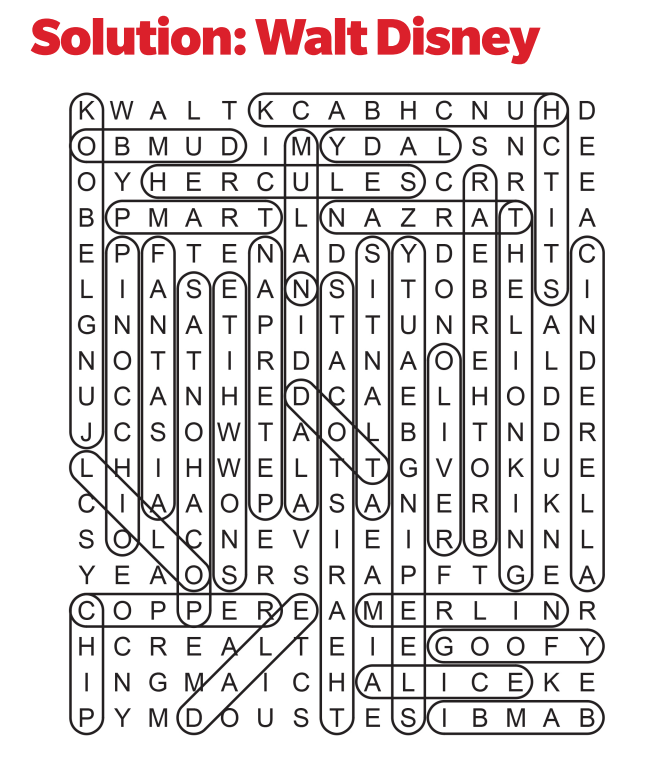 Solution: Walt Disney
K W A L T K C A B H C N U H D
O B M U D I M Y D A L S N C E
O Y H E R C U L E S C R R T E
B P M A R T L N A Z R A T I A
E P F T E N A D S Y D E H T C
L I A S E A N S I T O B E S I
G N N A T P I T T U N R L A N
N O T T I R D A N A O E I L D
U C A N H E D C A E L H O D E
J C S O W T A O L B I T N D R
L H I H W E L T T G V O K U E
C I A A O P A S A N E R I K L
S O L C N E V I E I R B N N L
Y E A O S R S R A P F T G E A
C O P P E R E A M E R L I N R
H C R E A L T E I E G O O F Y
I N G M A I C H A L I C E K E
P Y M D O U S T E S I B M A B